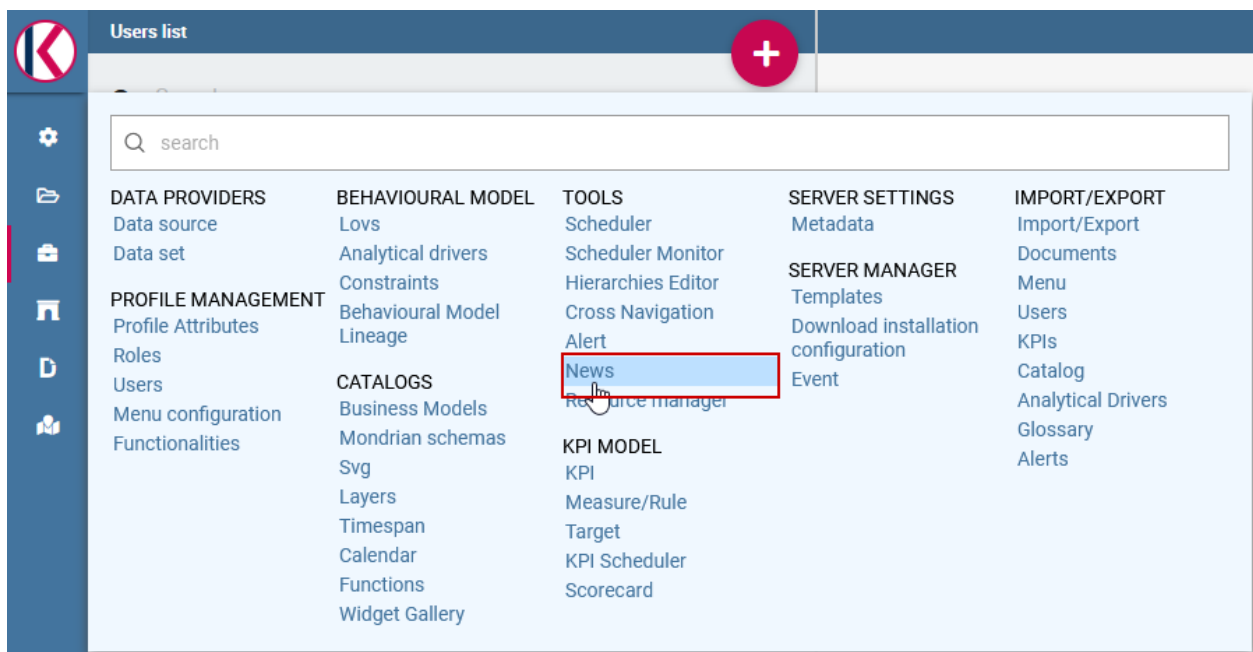 Users list
search
DATA PROVIDERS
Data source
Data set
PROFILE MANAGEMENT
Profile Attributes
Roles
Users
Menu configuration
Functionalities
BEHAVIOURAL MODEL
Lovs
Analytical drivers
Constraints
Behavioural Model
Lineage
CATALOGS
Business Models
Mondrian schemas
Svg
Layers
Timespan
Calendar
Functions
Widget Gallery
TOOLS
Scheduler
Scheduler Monitor
Hierarchies Editor
Cross Navigation
Alert
News
Resource manager
KPI MODEL
KPI
Measure/Rule
Target
KPI Scheduler
Scorecard
SERVER SETTINGS
Metadata
SERVER MANAGER
Templates
Download installation
configuration
Event
IMPORT/EXPORT
Import/Export
Documents
Menu
Users
KPIs
Catalog
Analytical Drivers
Glossary
Alerts